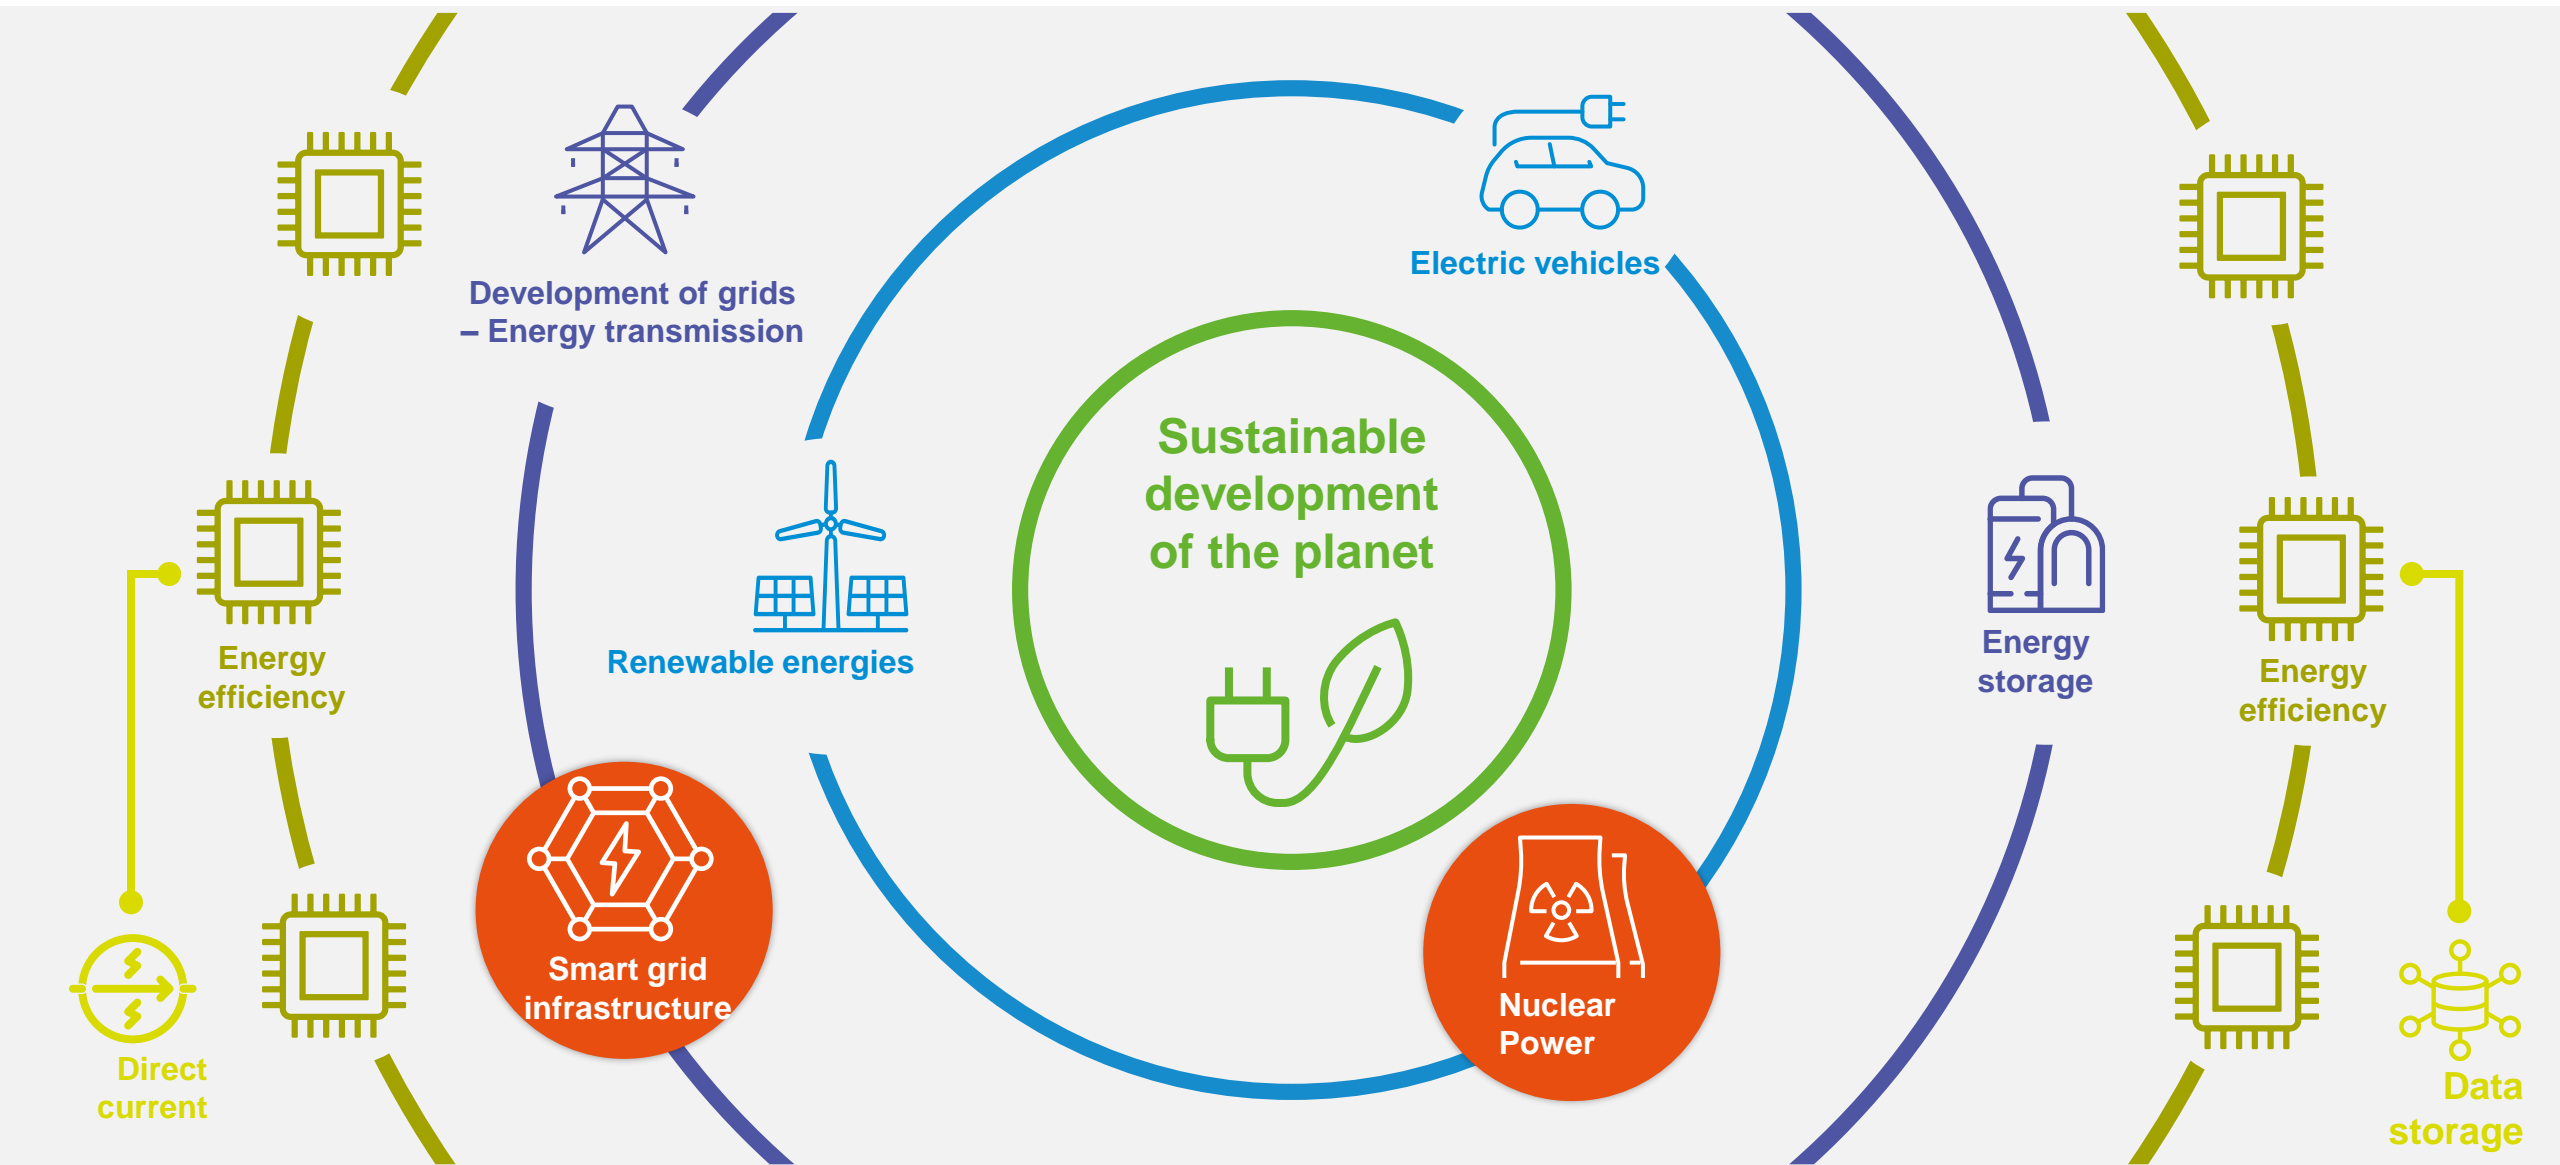 Electric vehicles
Development of grids
– Energy transmission
Sustainable
development
of the planet
Renewable energies
Energy
efficiency
Energy
storage
Energy
efficiency
Smart grid
infrastructure
Nuclear
Power
Direct
current
Data
storage